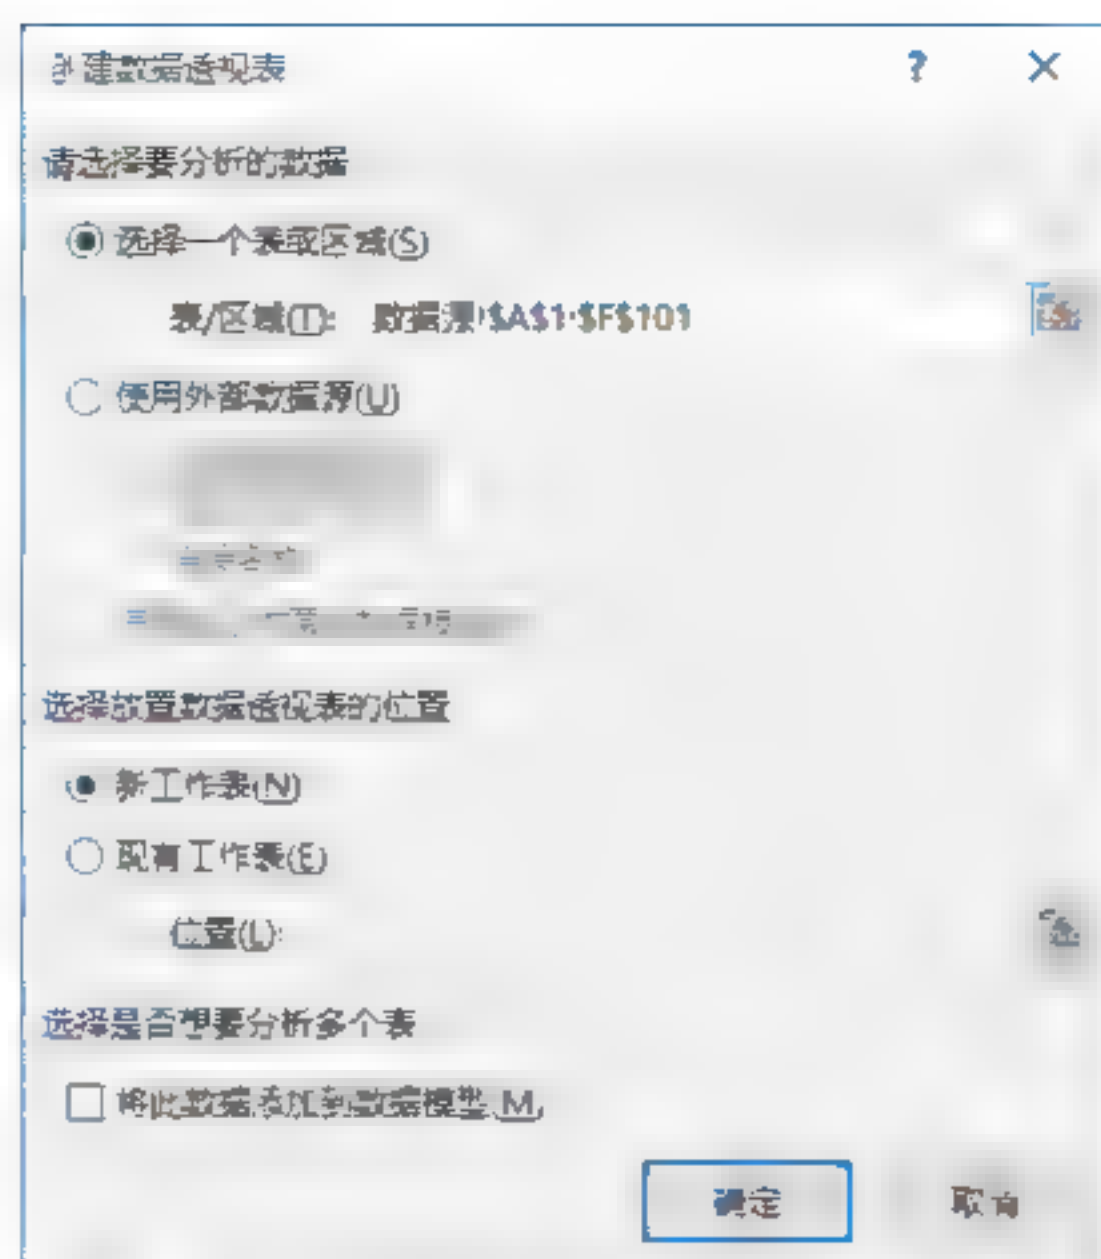 创建数据透视表 ? ×
请选择要分析的数据
选择一个表或区域(S)
表/区域(T): 数据源!$A$1:$F$101
使用外部数据源(U)
选择放置数据透视表的位置
新工作表(N)
现有工作表(E)
位置(L):
选择是否想要分析多个表
将此数据添加到数据模型(M)
确定 取消